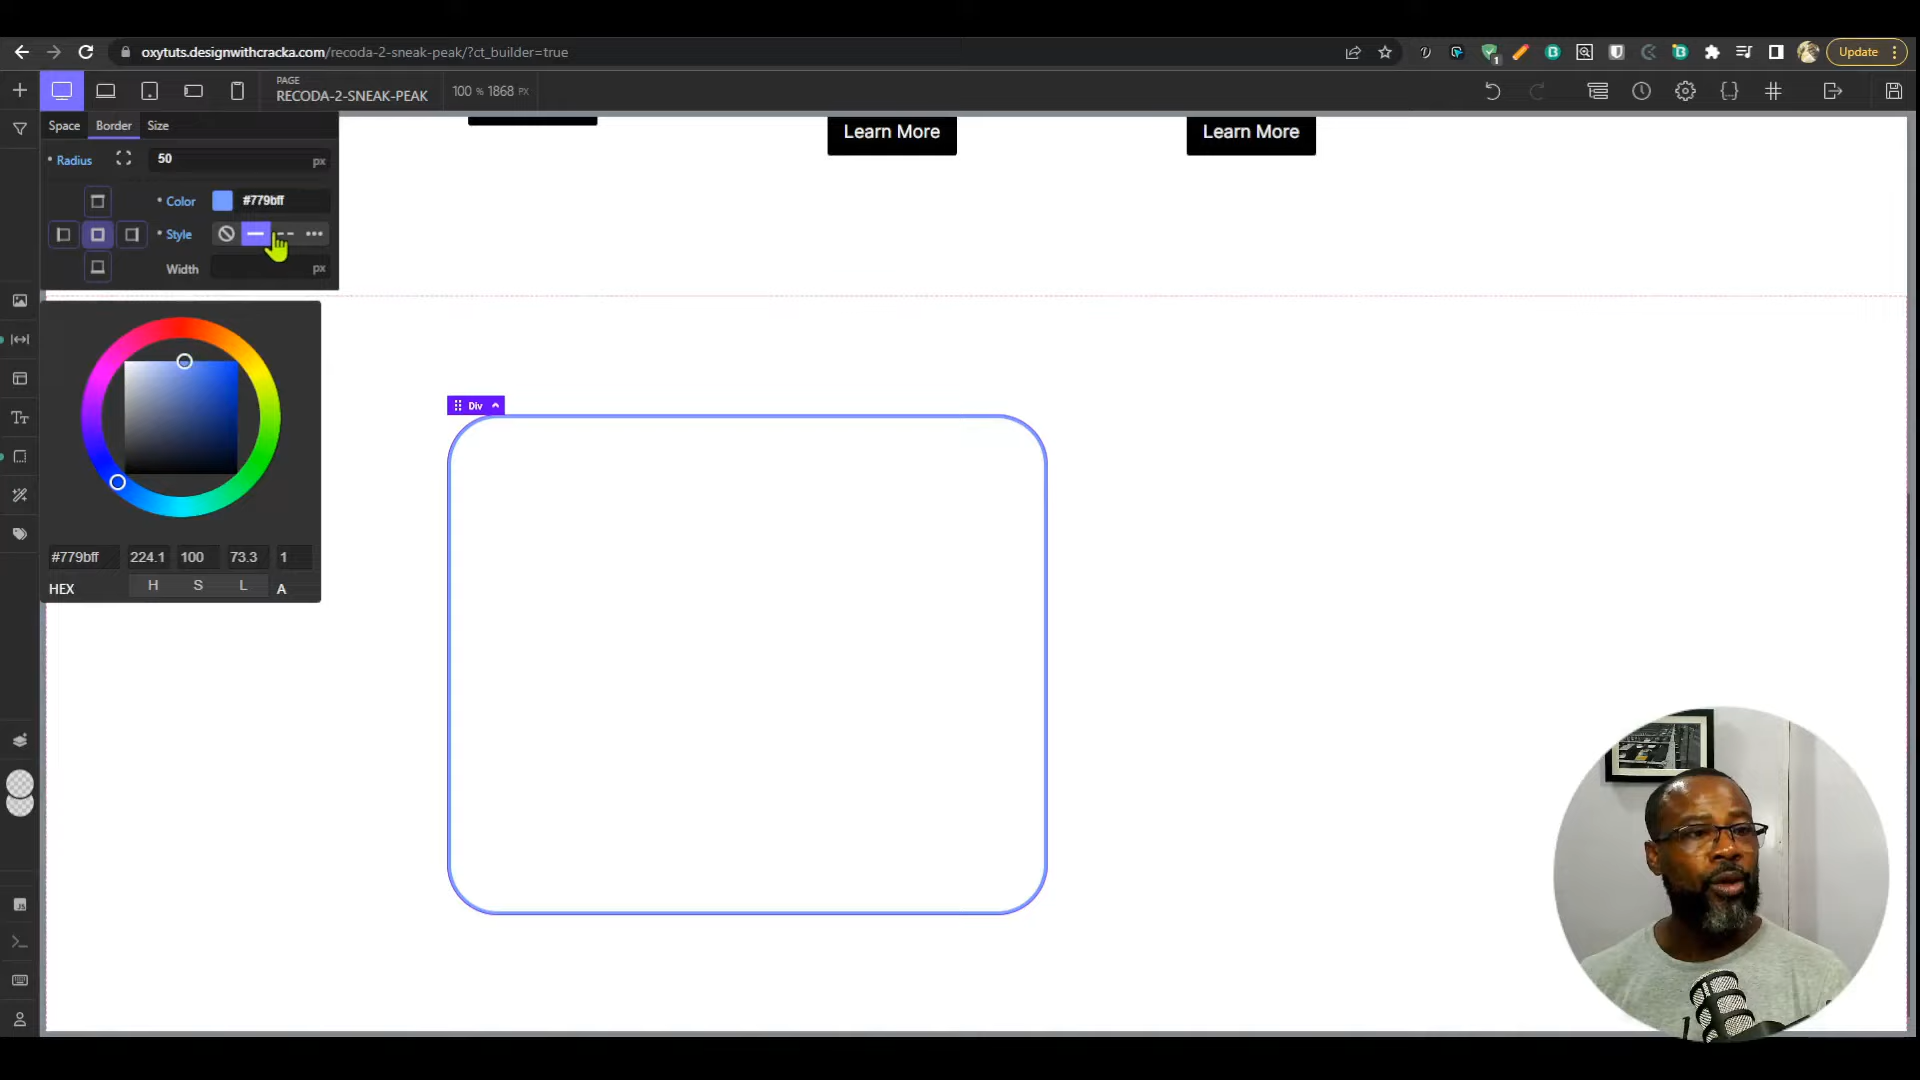 oxytuts.designwithcracka.com/recoda-2-sneak-peak/?ct_builder=true
1
Update
PAGE
RECODA-2-SNEAK-PEAK
100 % 1868 PX
Space Border Size
Learn More
Learn More
Radius 50 px
Color #779bff
Style
Width px
Div
#779bff 224.1 100 73.3 1
HEX H S L A